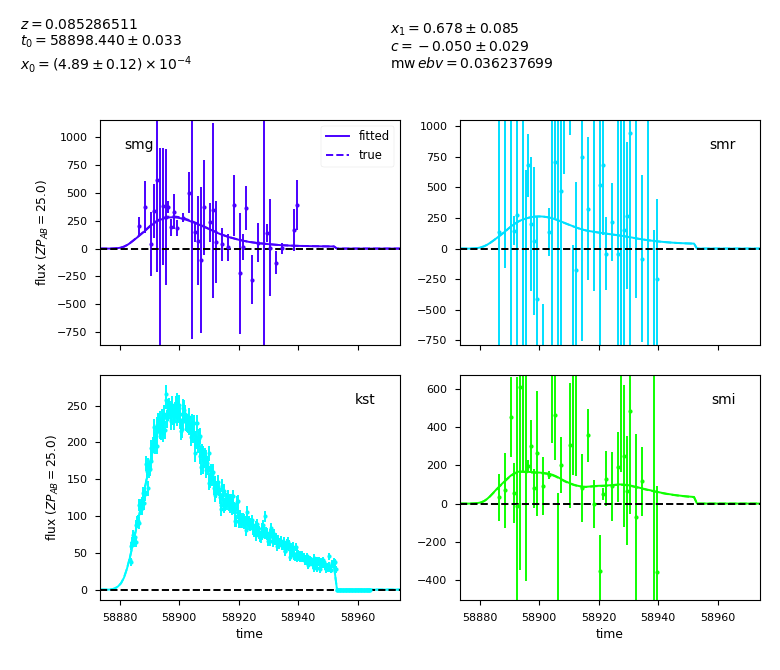 z = 0.085286511
t₀ = 58898.440 ± 0.033
x₀ = (4.89 ± 0.12) × 10⁻⁴
x₁ = 0.678 ± 0.085
c = −0.050 ± 0.029
mw ebv = 0.036237699
smg
fitted
true
1000
750
500
250
0
−250
−500
−750
flux (ZP_AB = 25.0)
smr
1000
750
500
250
0
−250
−500
−750
kst
250
200
150
100
50
0
flux (ZP_AB = 25.0)
58880 58900 58920 58940 58960
time
smi
600
400
200
0
−200
−400
58880 58900 58920 58940 58960
time